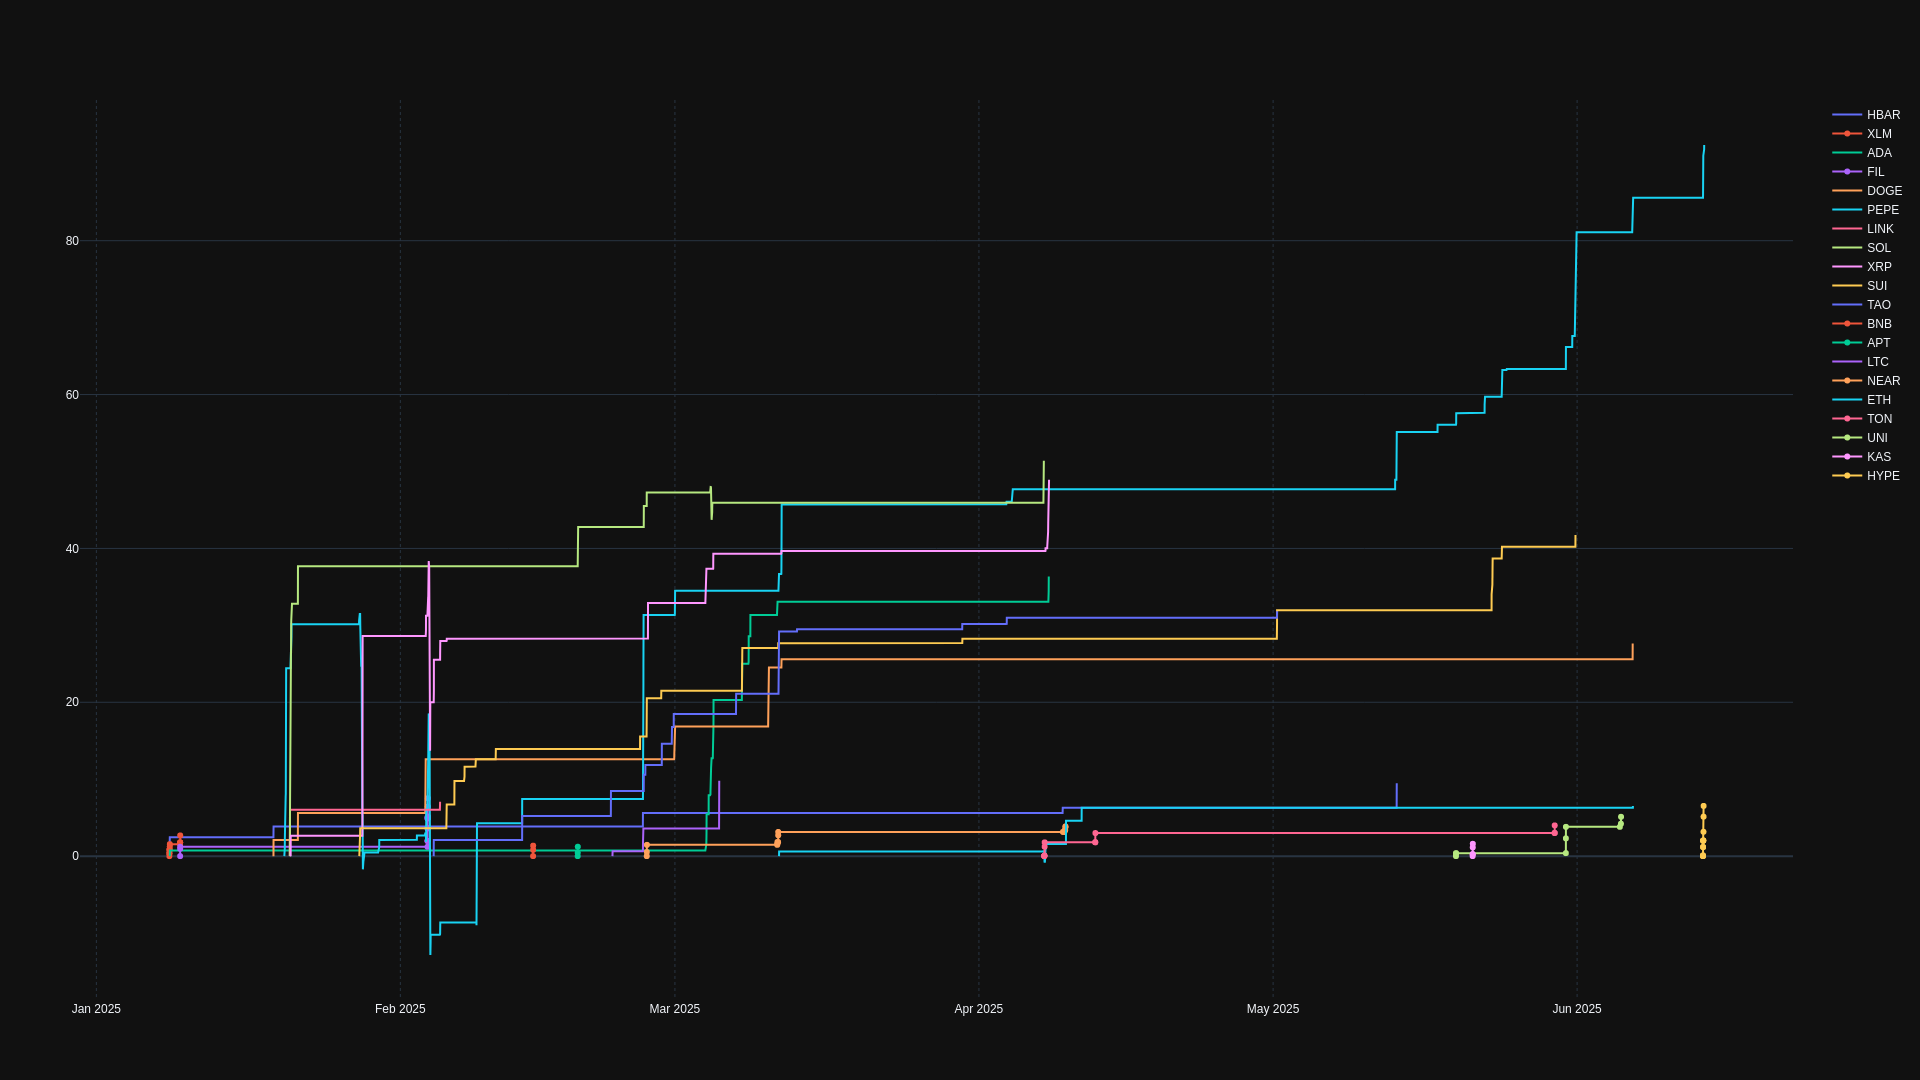 80
60
40
20
0
Jan 2025
Feb 2025
Mar 2025
Apr 2025
May 2025
Jun 2025
HBAR
XLM
ADA
FIL
DOGE
PEPE
LINK
SOL
XRP
SUI
TAO
BNB
APT
LTC
NEAR
ETH
TON
UNI
KAS
HYPE